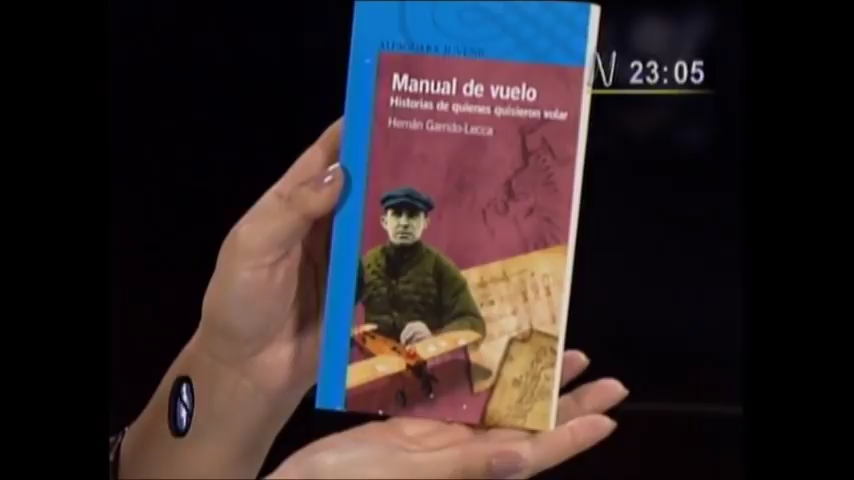 ALFAGUARA JUVENIL
Manual de vuelo
Historias de quienes quisieron volar
Hernán Garrido-Lecca
N 23:05